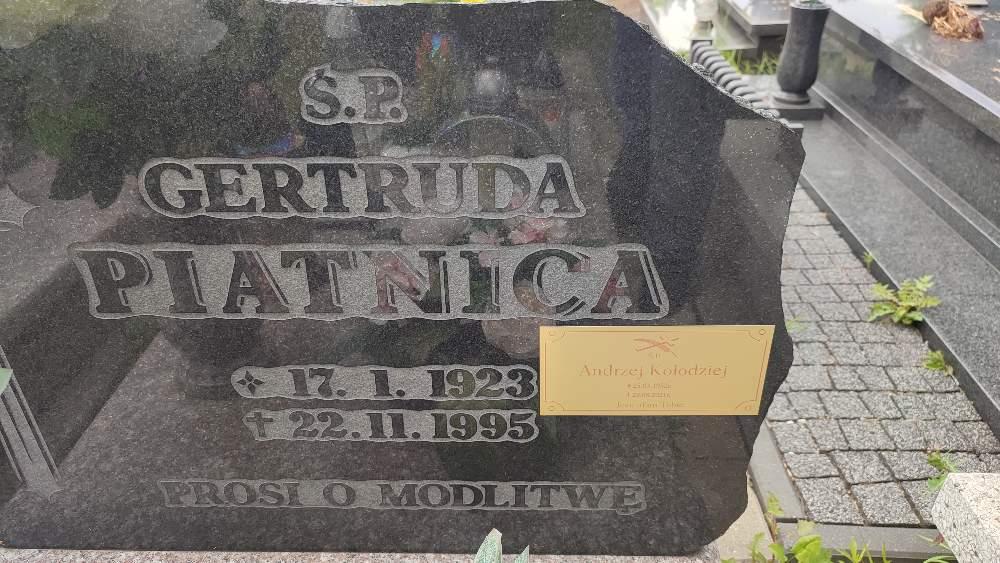 Ś.P.
GERTRUDA
PIATNICA
17. 1. 1923
22. 11. 1995
PROSI O MODLITWĘ
Ś.P.
Andrzej Kołodziej